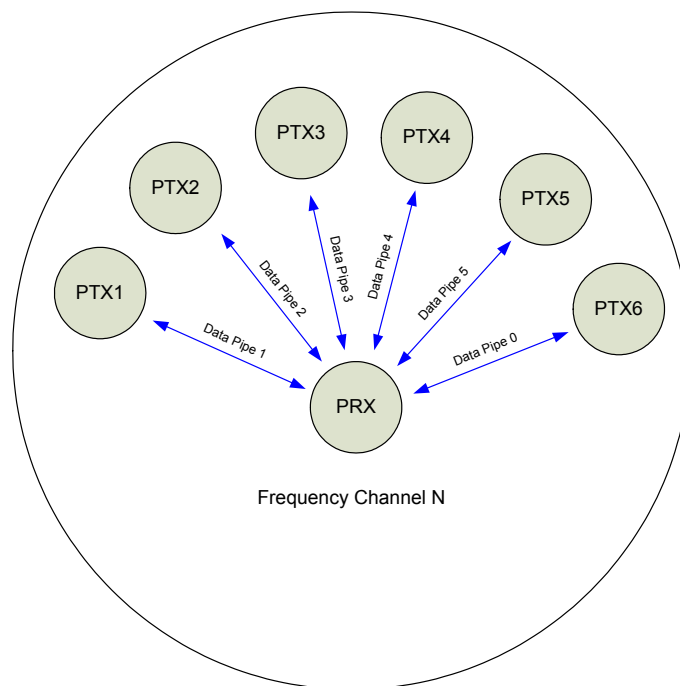 PTX3
PTX4
PTX2
PTX5
PTX1
PTX6
Data Pipe 1
Data Pipe 2
Data Pipe 3
Data Pipe 4
Data Pipe 5
Data Pipe 0
PRX
Frequency Channel N